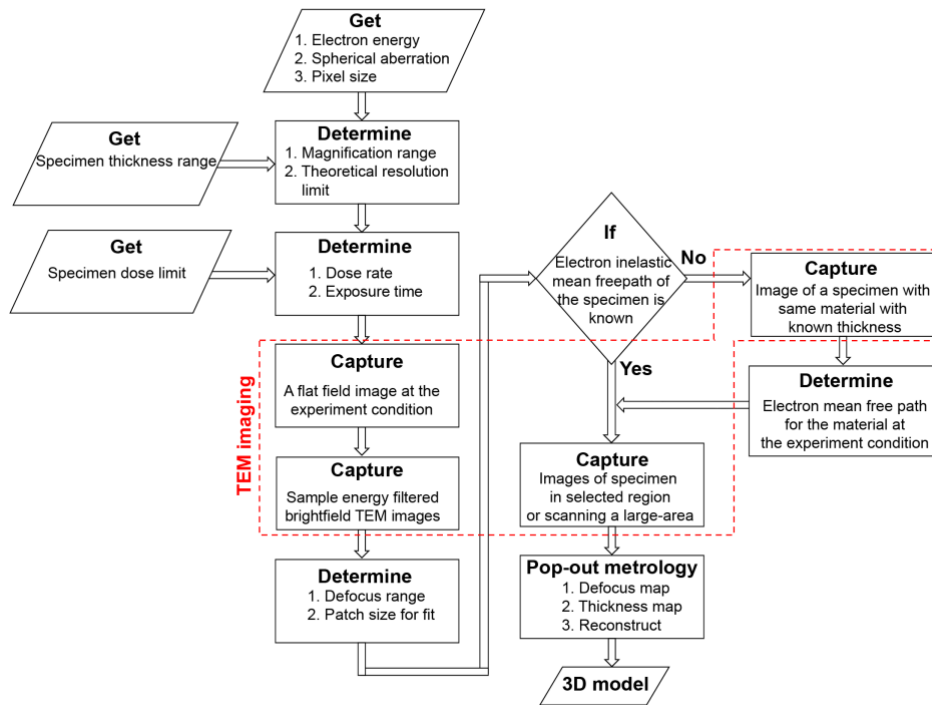 Get
1. Electron energy
2. Spherical aberration
3. Pixel size
Get
Specimen thickness range
Determine
1. Magnification range
2. Theoretical resolution
limit
Get
Specimen dose limit
Determine
1. Dose rate
2. Exposure time
TEM imaging
Capture
A flat field image at the
experiment condition
Capture
Sample energy filtered
brightfield TEM images
Determine
1. Defocus range
2. Patch size for fit
If
Electron inelastic
mean freepath of
the specimen is
known
No
Yes
Capture
Image of a specimen with
same material with
known thickness
Determine
Electron mean free path
for the material at
the experiment condition
Capture
Images of specimen
in selected region
or scanning a large-area
Pop-out metrology
1. Defocus map
2. Thickness map
3. Reconstruct
3D model